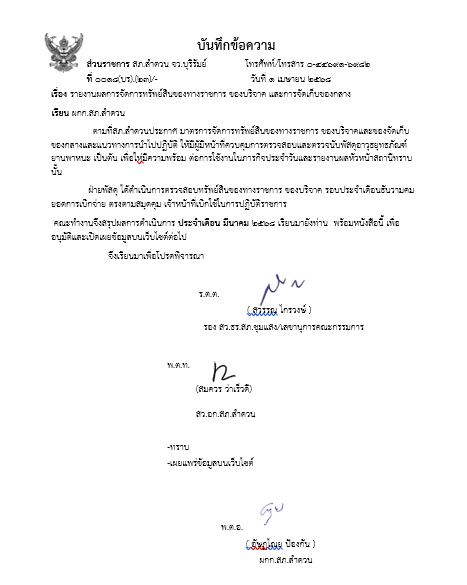 บันทึกข้อความ
ส่วนราชการ สภ.ลำดวน จว.บุรีรัมย์ โทรศัพท์/โทรสาร ๐-๔๔๖๙๑-๖๙๘๒
ที่ ๐๐๑๘(บร).(๒๓)/- วันที่ ๑ เมษายน ๒๕๖๘
เรื่อง รายงานผลการจัดการทรัพย์สินของทางราชการ ของบริจาค และการจัดเก็บของกลาง
เรียน ผกก.สภ.ลำดวน
ตามที่สภ.ลำดวนประกาศ มาตรการจัดการทรัพย์สินของทางราชการ ของบริจาคและของจัดเก็บ
ของกลางและแนวทางการนำไปปฏิบัติ ให้มีผู้มีหน้าที่ควบคุมการตรวจสอบและตรวจนับพัสดุอาวุธยุทธภัณฑ์
ยานพาหนะ เป็นต้น เพื่อให้มีความพร้อม ต่อการใช้งานในภารกิจประจำวันและรายงานผลหัวหน้าสถานีทราบ
นั้น
ฝ่ายพัสดุ ได้ดำเนินการตรวจสอบทรัพย์สินของทางราชการ ของบริจาค รอบประจำเดือนธันวามคม
ยอดการเบิกจ่าย ตรงตามสมุดคุม เจ้าหน้าที่เบิกใช้ในการปฏิบัติราชการ
คณะทำงานจึงสรุปผลการดำเนินการ ประจำเดือน มีนาคม ๒๕๖๘ เรียนมายังท่าน พร้อมหนังสือนี้ เพื่อ
อนุมัติและเปิดเผยข้อมูลบนเว็บไซต์ต่อไป
จึงเรียนมาเพื่อโปรดพิจารณา
ร.ต.ต.
( สุวรรณ ไกรวงษ์ )
รอง สว.ธร.สภ.ชุมแสง/เลขานุการคณะกรรมการ
พ.ต.ท.
(สมควร ว่าเร็วดี)
สว.อก.สภ.ลำดวน
-ทราบ
-เผยแพร่ข้อมูลบนเว็บไซต์
พ.ต.อ.
ป้องกัน )
ผกก.สภ.ลำดวน